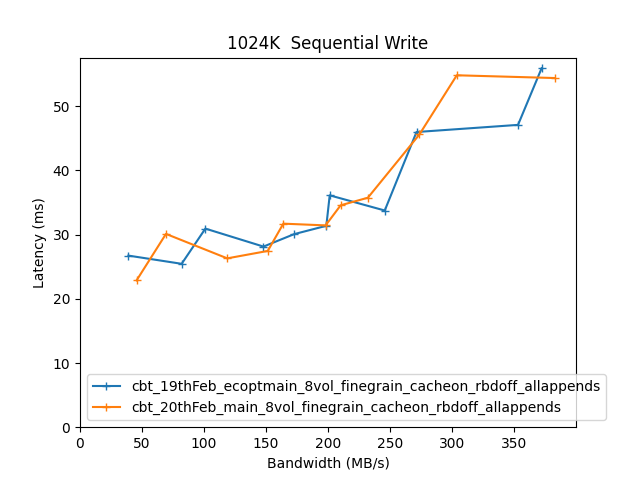 1024K  Sequential Write
Latency (ms)
50
40
30
20
10
0
cbt_19thFeb_ecoptmain_8vol_finegrain_cacheon_rbdoff_allappends
cbt_20thFeb_main_8vol_finegrain_cacheon_rbdoff_allappends
0 50 100 150 200 250 300 350
Bandwidth (MB/s)